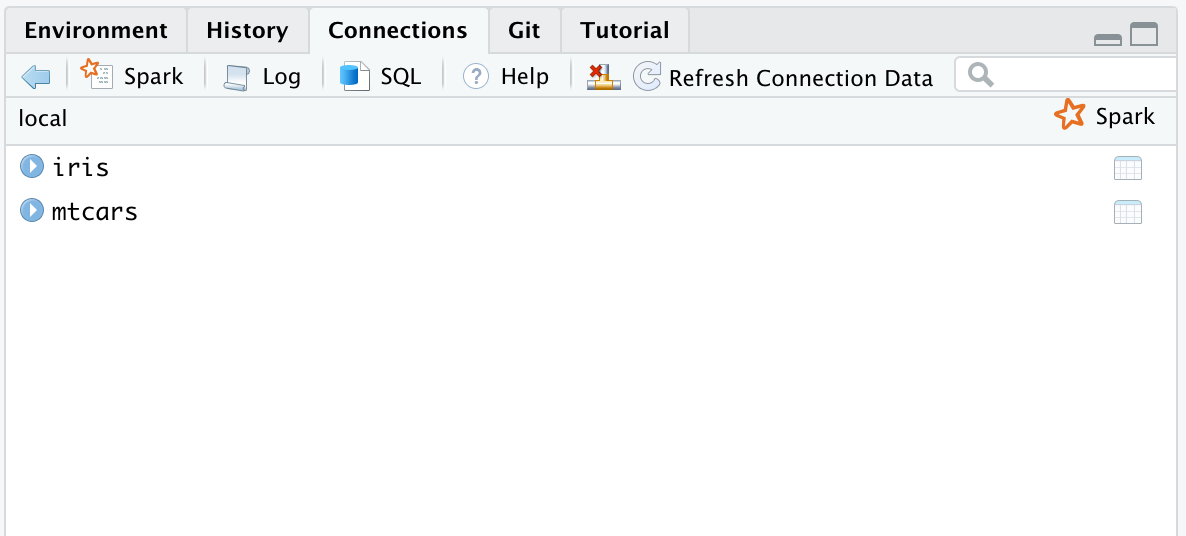 Environment History Connections Git Tutorial
Spark Log SQL ? Help Refresh Connection Data
local Spark
iris
mtcars